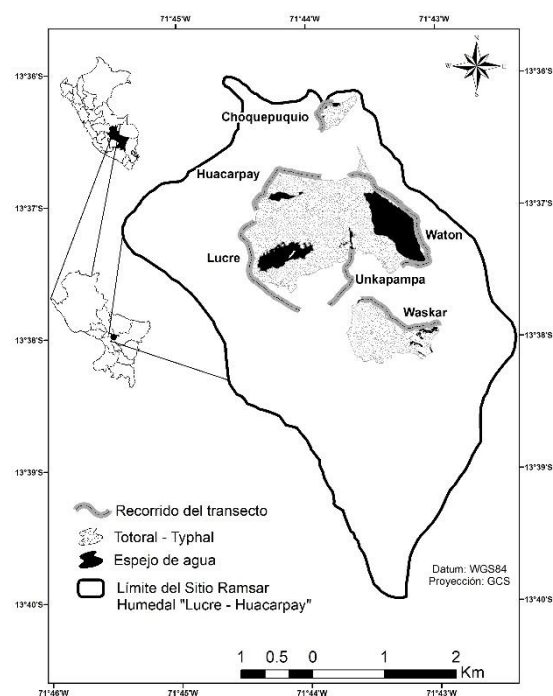 71°45'W 71°44'W 71°43'W
13°36'S 13°36'S
Choquepuquio
Huacarpay
13°37'S 13°37'S
Waton
Lucre
Unkapampa
Waskar
13°38'S 13°38'S
13°39'S 13°39'S
Recorrido del transecto
Totoral - Typhal
Espejo de agua
Límite del Sitio Ramsar
Humedal "Lucre - Huacarpay"
Datum: WGS84
Proyección: GCS
13°40'S 13°40'S
1 0.5 0 1 2
Km
71°46'W 71°45'W 71°44'W 71°43'W
N
W E
S